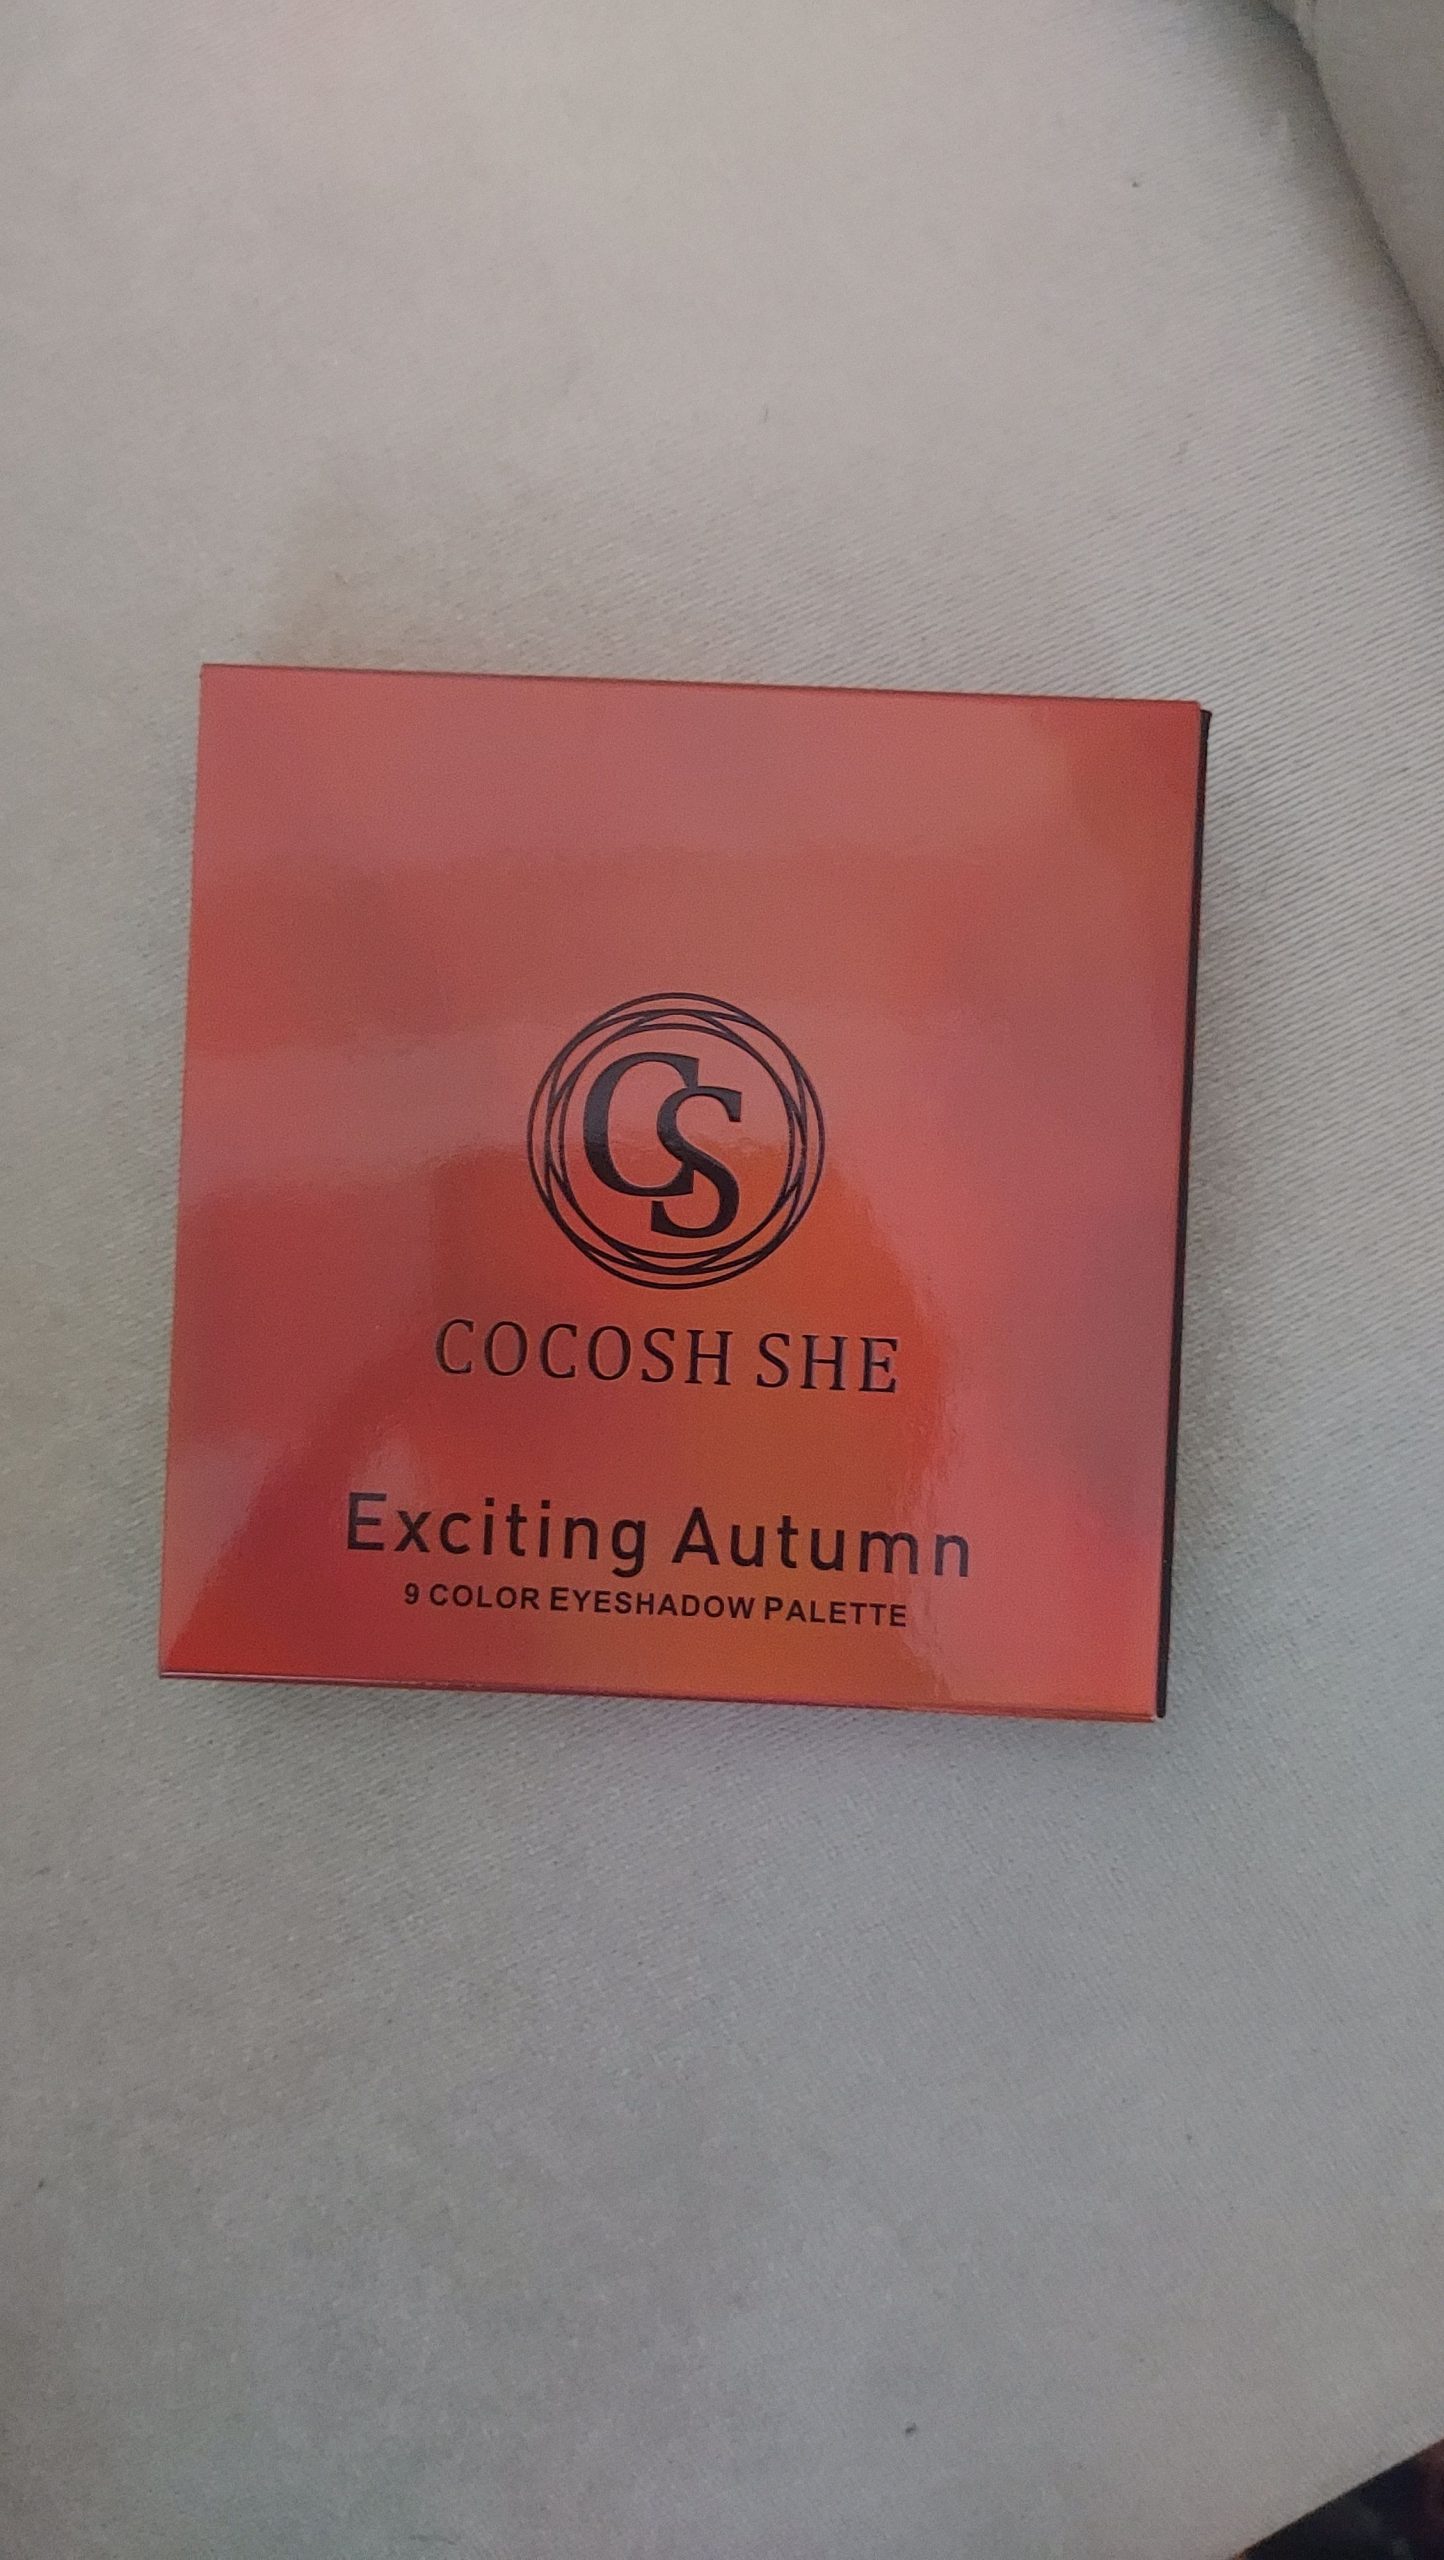 CS
COCOSH SHE
Exciting Autumn
9 COLOR EYESHADOW PALETTE